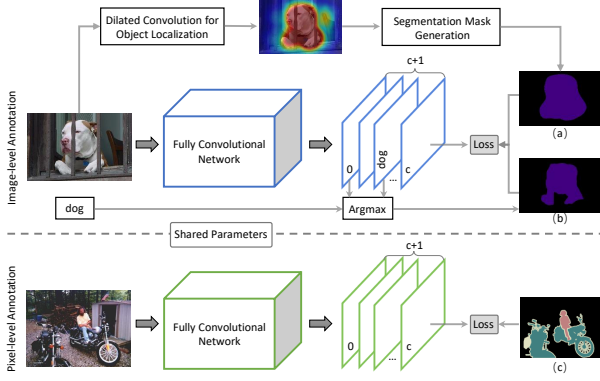 Dilated Convolution for
Object Localization
Segmentation Mask
Generation
Image-level Annotation
c+1
Fully Convolutional
Network
0
dog
...
c
Loss
(a)
dog
Argmax
(b)
Shared Parameters
Pixel-level Annotation
c+1
Fully Convolutional
Network
0
...
c
Loss
(c)